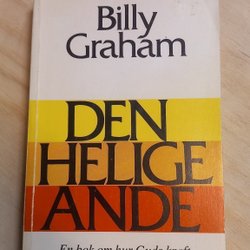 Billy
Graham
DEN
HELIGE
ANDE
En bok om hur Guds kraft